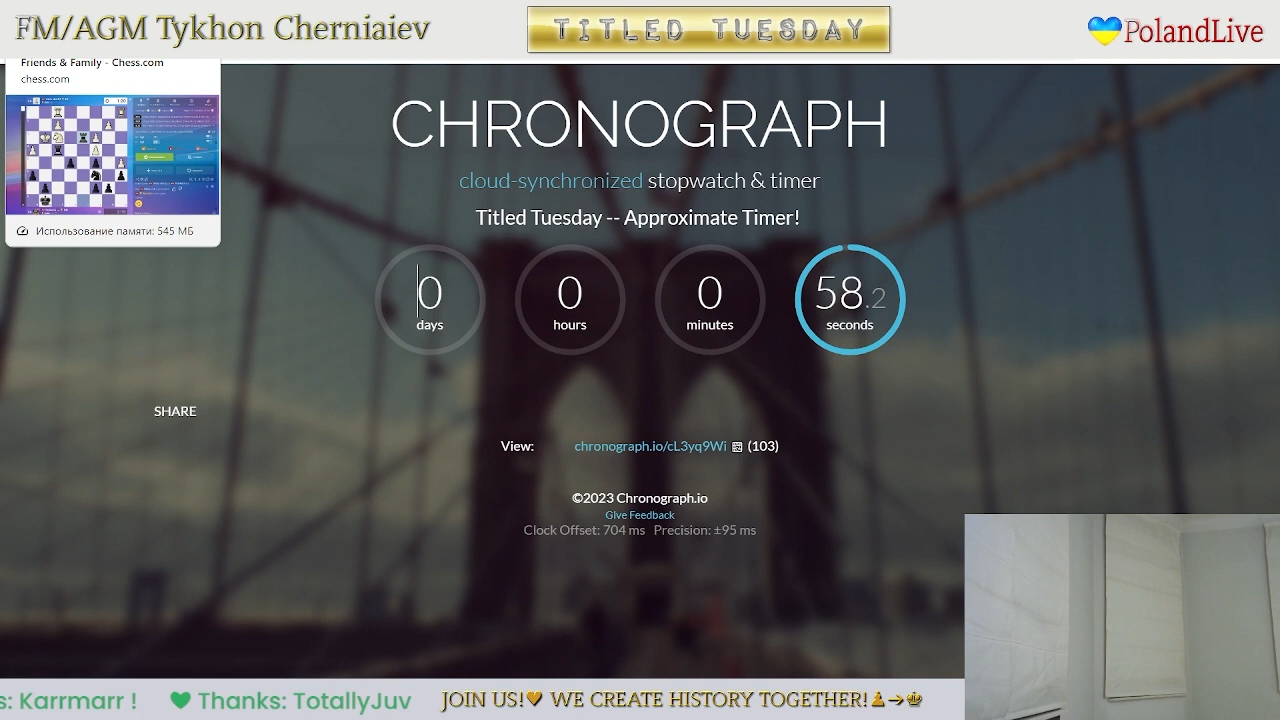 FM/AGM Tykhon Cherniaiev
TITLED TUESDAY
PolandLive
Friends & Family - Chess.com
chess.com
Использование памяти: 545 МБ
CHRONOGRAPH
cloud-synchronized stopwatch & timer
Titled Tuesday -- Approximate Timer!
0 days
0 hours
0 minutes
58.2 seconds
SHARE
View: chronograph.io/cL3yq9Wi (103)
©2023 Chronograph.io
Give Feedback
Clock Offset: 704 ms Precision: ±95 ms
s: Karrmarr ! Thanks: TotallyJuv
JOIN US! WE CREATE HISTORY TOGETHER!